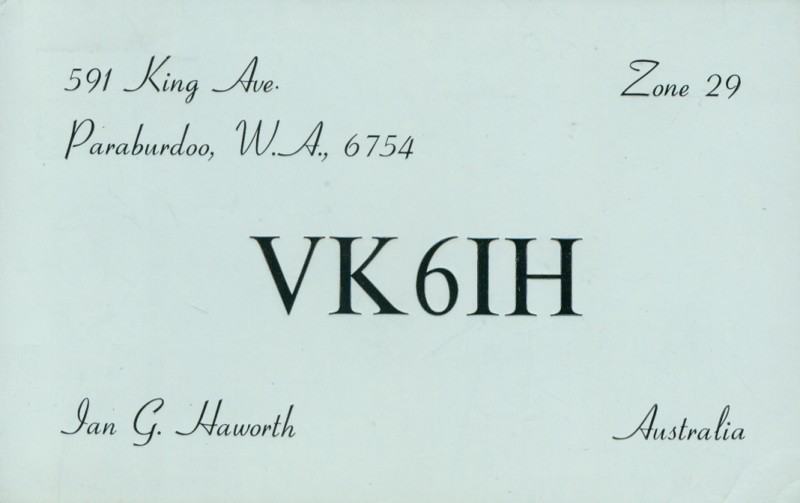 591 King Ave.
Zone 29
Paraburdoo, W.A., 6754
VK6IH
Ian G. Haworth
Australia